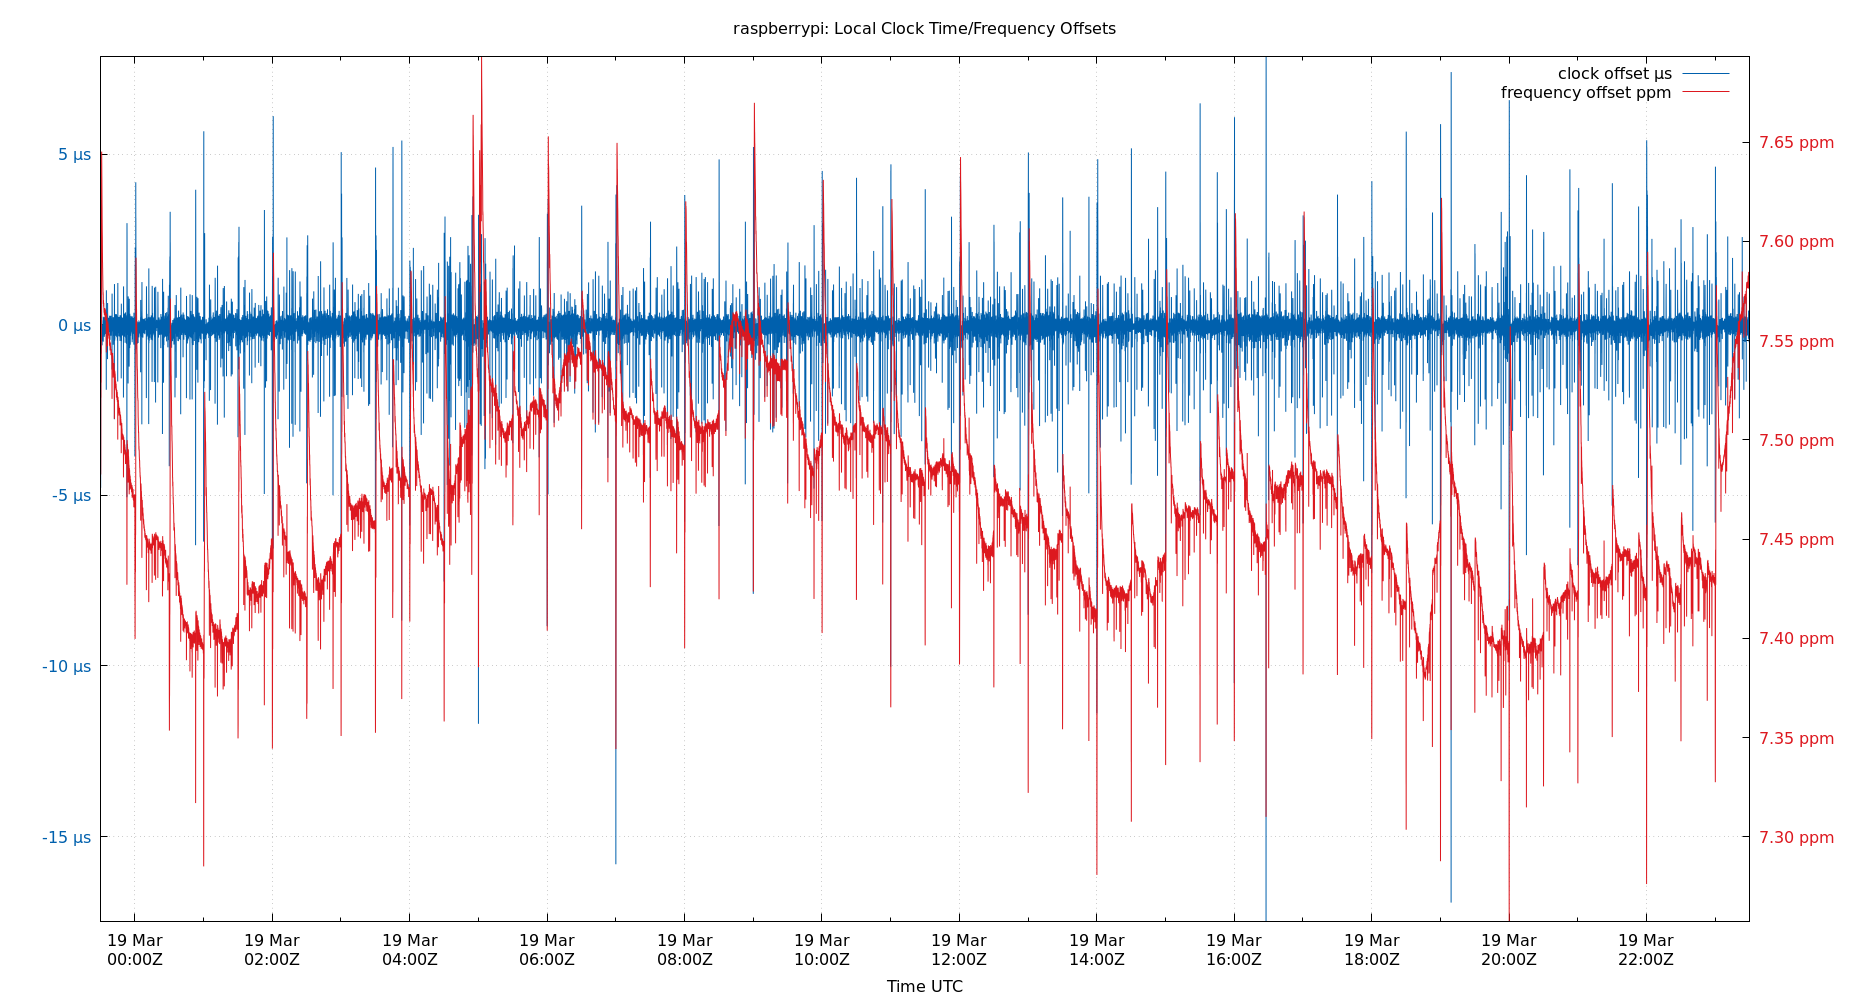 raspberrypi: Local Clock Time/Frequency Offsets
clock offset µs
frequency offset ppm
5 µs
0 µs
-5 µs
-10 µs
-15 µs
7.65 ppm
7.60 ppm
7.55 ppm
7.50 ppm
7.45 ppm
7.40 ppm
7.35 ppm
7.30 ppm
19 Mar 19 Mar 19 Mar 19 Mar 19 Mar 19 Mar 19 Mar 19 Mar 19 Mar 19 Mar 19 Mar 19 Mar
00:00Z 02:00Z 04:00Z 06:00Z 08:00Z 10:00Z 12:00Z 14:00Z 16:00Z 18:00Z 20:00Z 22:00Z
Time UTC